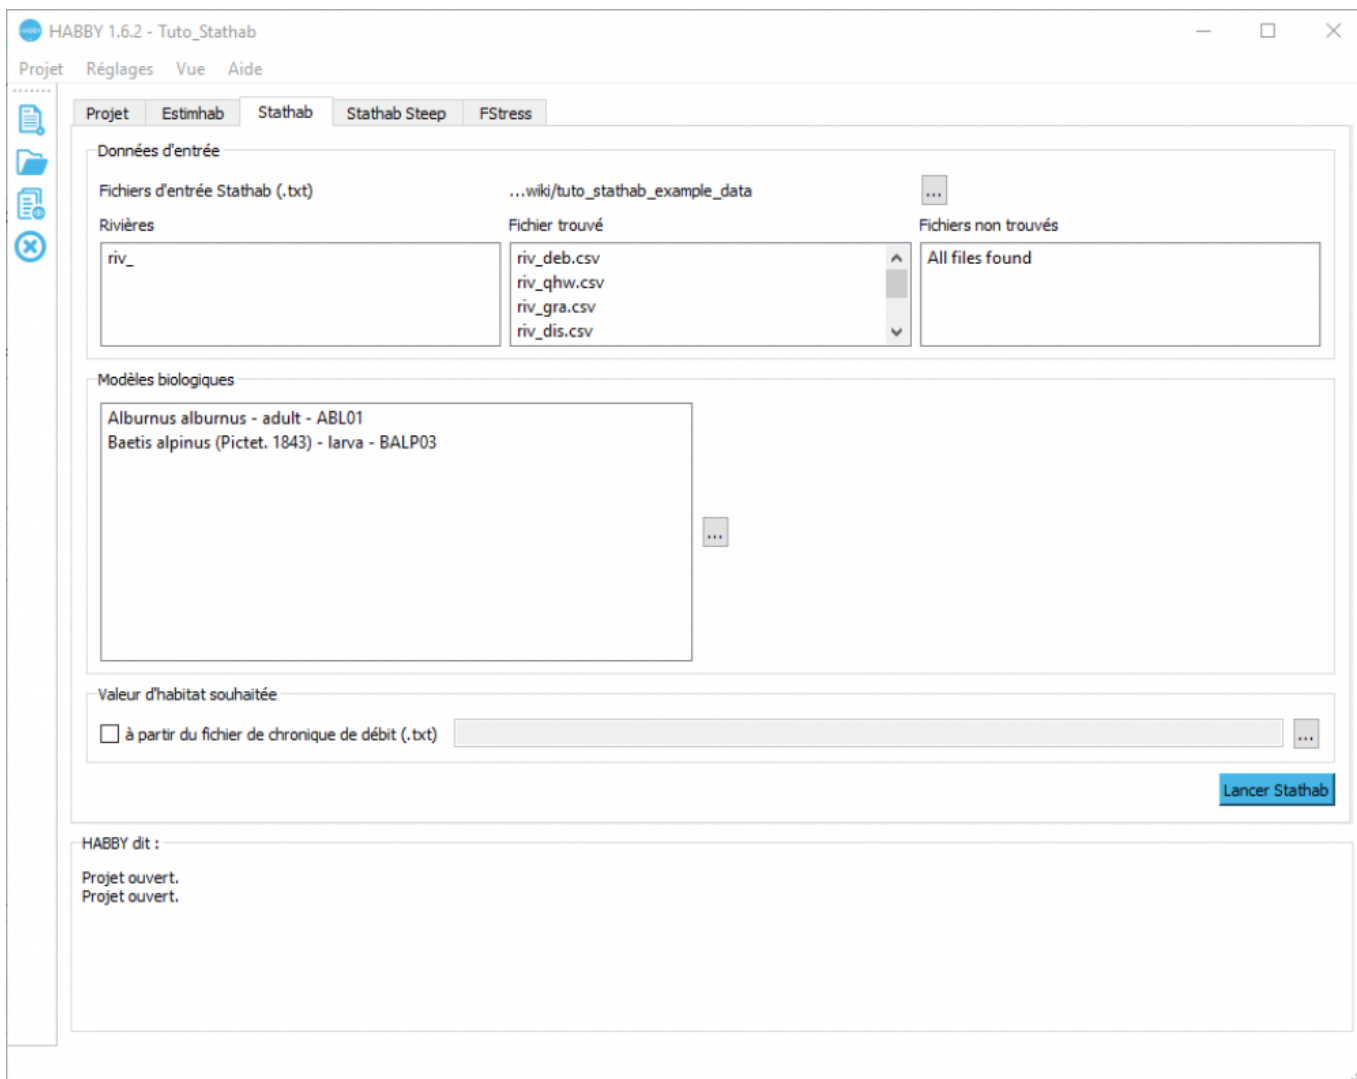 HABBY 1.6.2 - Tuto_Stathab
Projet Réglages Vue Aide
Projet Estimhab Stathab Stathab Steep FStress
Données d'entrée
Fichiers d'entrée Stathab (.txt) ...wiki/tuto_stathab_example_data ...
Rivières Fichier trouvé Fichiers non trouvés
riv_ riv_deb.csv All files found
riv_qhw.csv
riv_gra.csv
riv_dis.csv
Modèles biologiques
Alburnus alburnus - adult - ABL01
Baetis alpinus (Pictet. 1843) - larva - BALP03
...
Valeur d'habitat souhaitée
à partir du fichier de chronique de débit (.txt) ...
Lancer Stathab
HABBY dit :
Projet ouvert.
Projet ouvert.